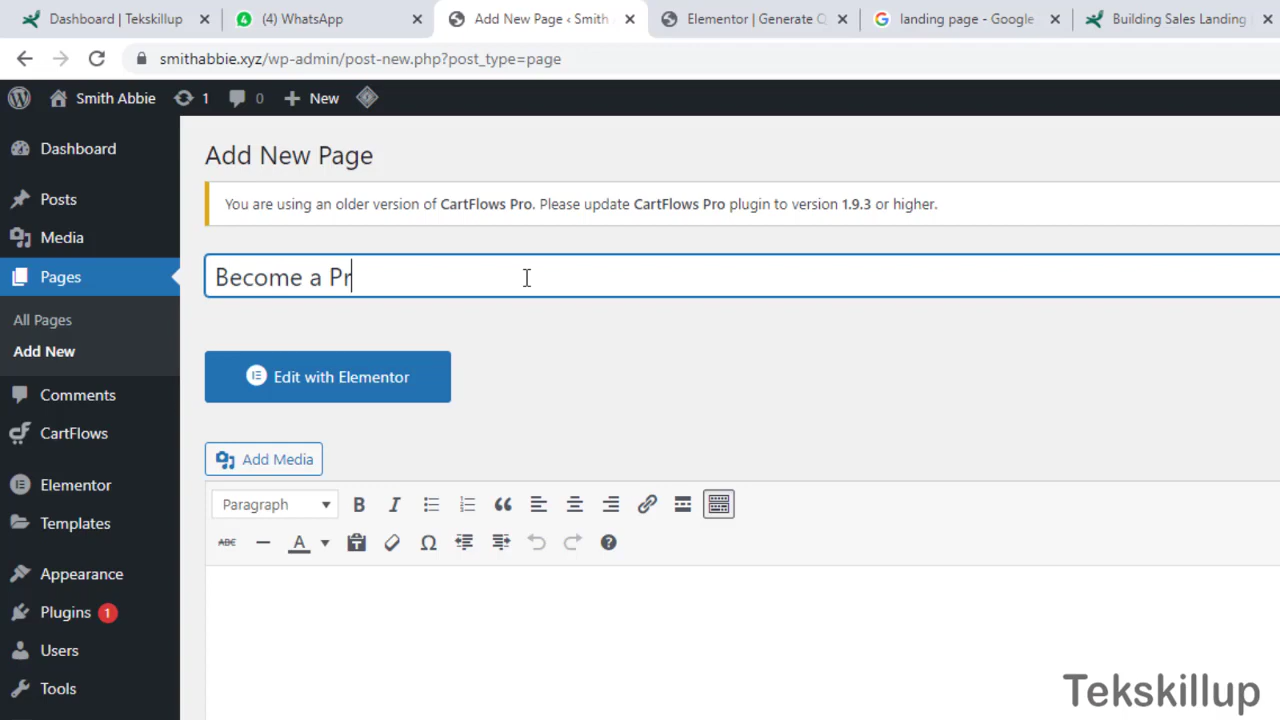 Dashboard | Tekskillup
(4) WhatsApp
Add New Page ‹ Smith
Elementor | Generate Q
landing page - Google
Building Sales Landing
smithabbie.xyz/wp-admin/post-new.php?post_type=page
Smith Abbie
1
0
New
Dashboard
Posts
Media
Pages
All Pages
Add New
Comments
CartFlows
Elementor
Templates
Appearance
Plugins 1
Users
Tools
Add New Page
You are using an older version of CartFlows Pro. Please update CartFlows Pro plugin to version 1.9.3 or higher.
Become a Pr
Edit with Elementor
Add Media
Paragraph
B I
ABC A Ω ?
Tekskillup